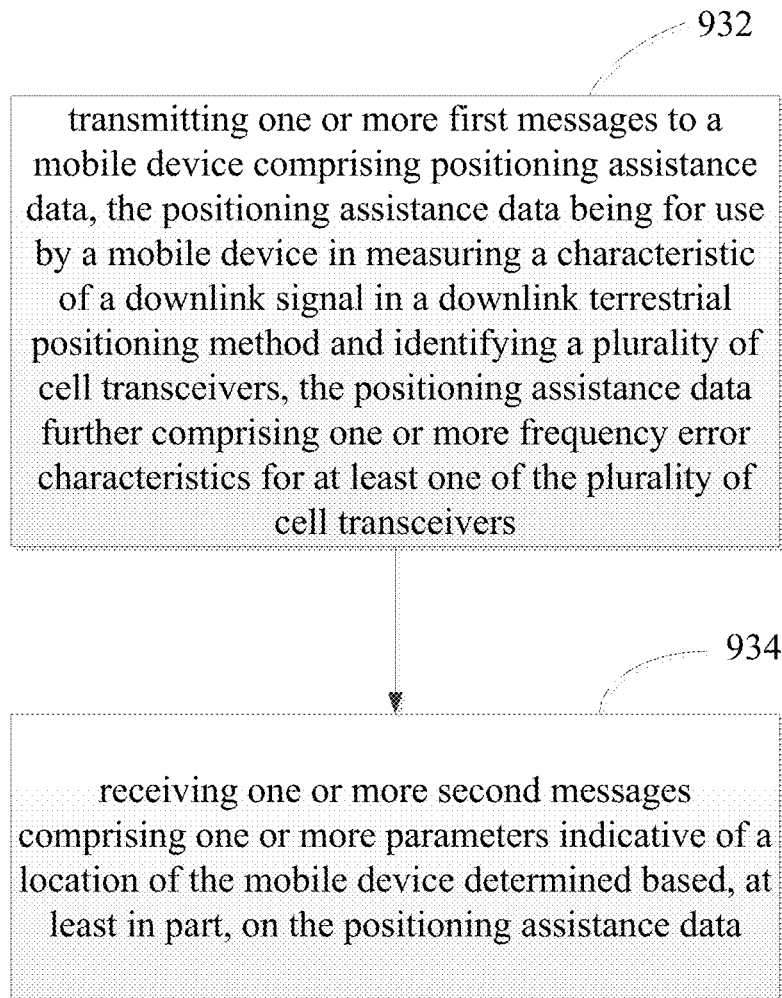 932
transmitting one or more first messages to a
mobile device comprising positioning assistance
data, the positioning assistance data being for use
by a mobile device in measuring a characteristic
of a downlink signal in a downlink terrestrial
positioning method and identifying a plurality of
cell transceivers, the positioning assistance data
further comprising one or more frequency error
characteristics for at least one of the plurality of
cell transceivers
934
receiving one or more second messages
comprising one or more parameters indicative of a
location of the mobile device determined based, at
least in part, on the positioning assistance data